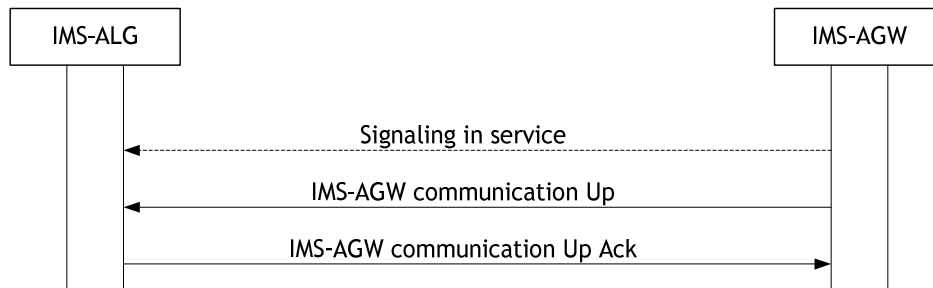 IMS-ALG
IMS-AGW
Signaling in service
IMS-AGW communication Up
IMS-AGW communication Up Ack